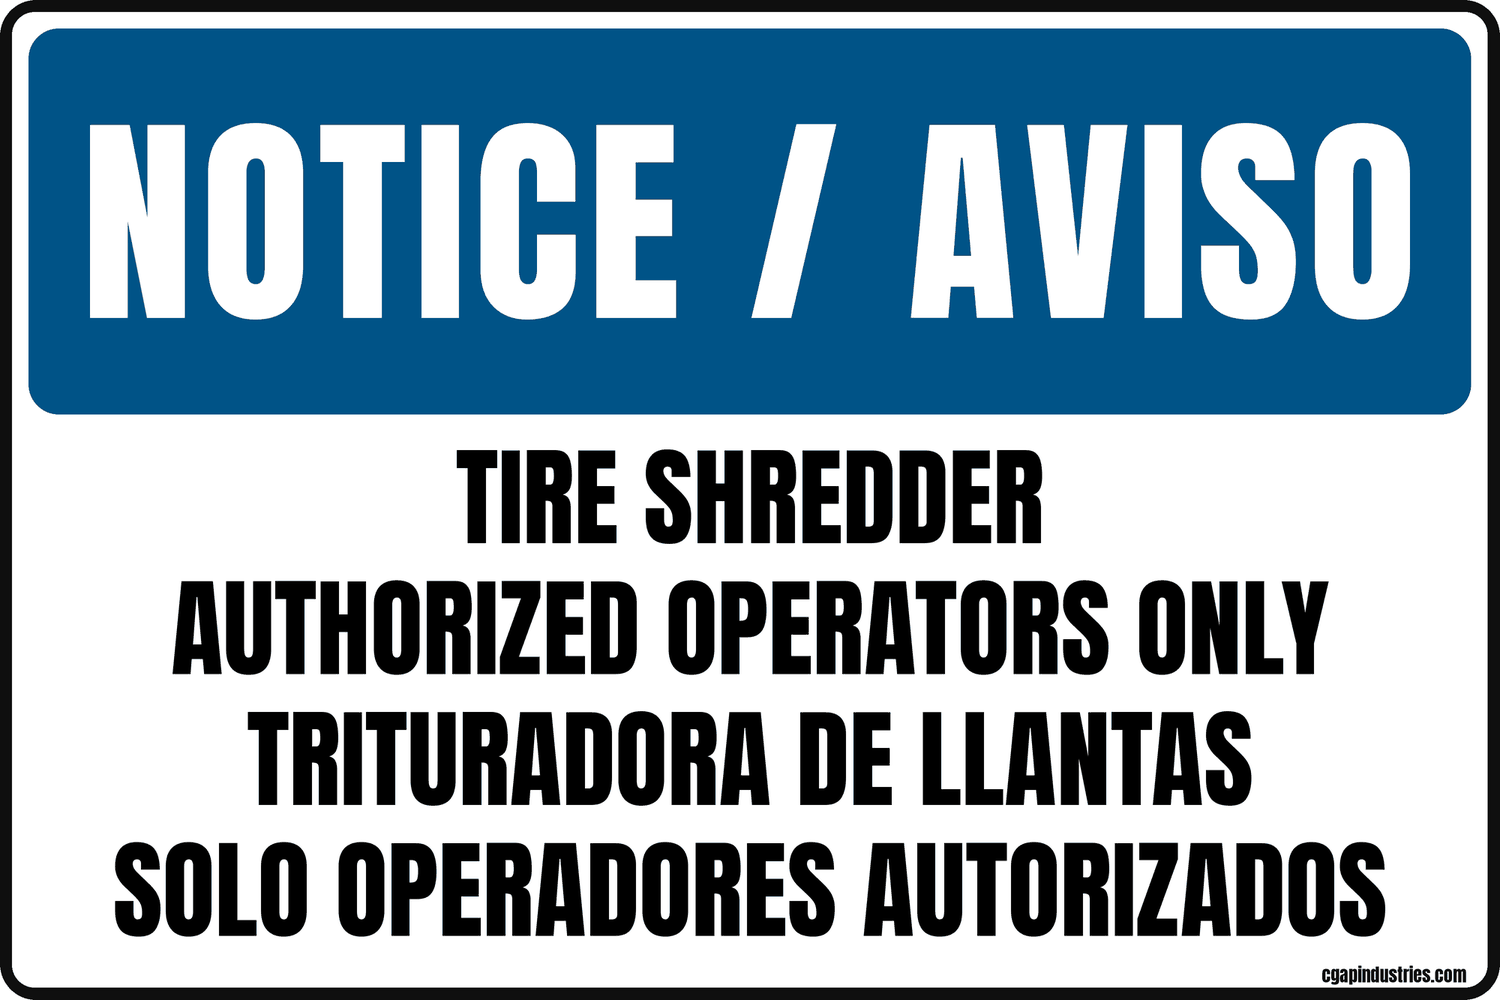 NOTICE / AVISO
TIRE SHREDDER
AUTHORIZED OPERATORS ONLY
TRITURADORA DE LLANTAS
SOLO OPERADORES AUTORIZADOS
cgapindustries.com